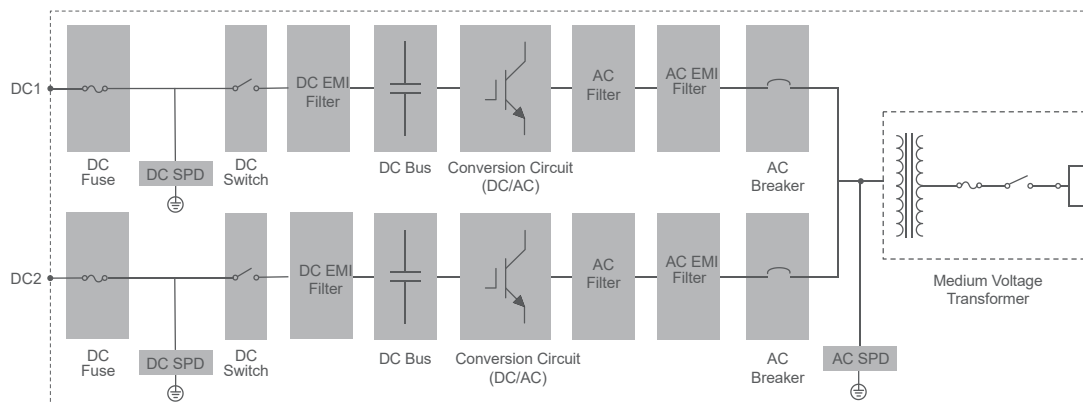 DC1
DC EMI
Filter
AC
Filter
AC EMI
Filter
DC
Fuse
DC SPD
DC
Switch
DC Bus
Conversion Circuit
(DC/AC)
AC
Breaker
DC2
DC EMI
Filter
AC
Filter
AC EMI
Filter
Medium Voltage
Transformer
DC
Fuse
DC SPD
DC
Switch
DC Bus
Conversion Circuit
(DC/AC)
AC
Breaker
AC SPD